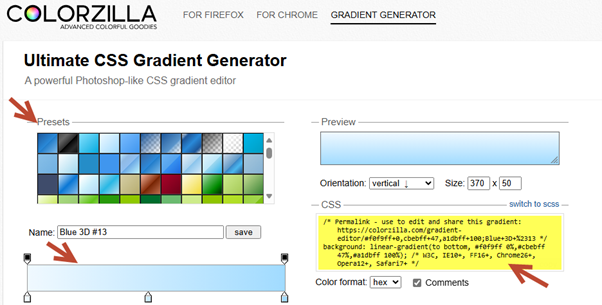 COLORZILLA
ADVANCED COLORFUL GOODIES
FOR FIREFOX FOR CHROME GRADIENT GENERATOR
Ultimate CSS Gradient Generator
A powerful Photoshop-like CSS gradient editor
Presets
Name: Blue 3D #13 save
Preview
Orientation: vertical ↓ Size: 370 x 50
switch to scss
CSS
/* Permalink - use to edit and share this gradient:
https://colorzilla.com/gradient-
editor/#f0f9ff+0,cbebff+47,a1dbff+100;Blue+3D+%2313 */
background: linear-gradient(to bottom, #f0f9ff 0%,#cbebff
47%,#a1dbff 100%); /* W3C, IE10+, FF16+, Chrome26+,
Opera12+, Safari7+ */
Color format: hex Comments